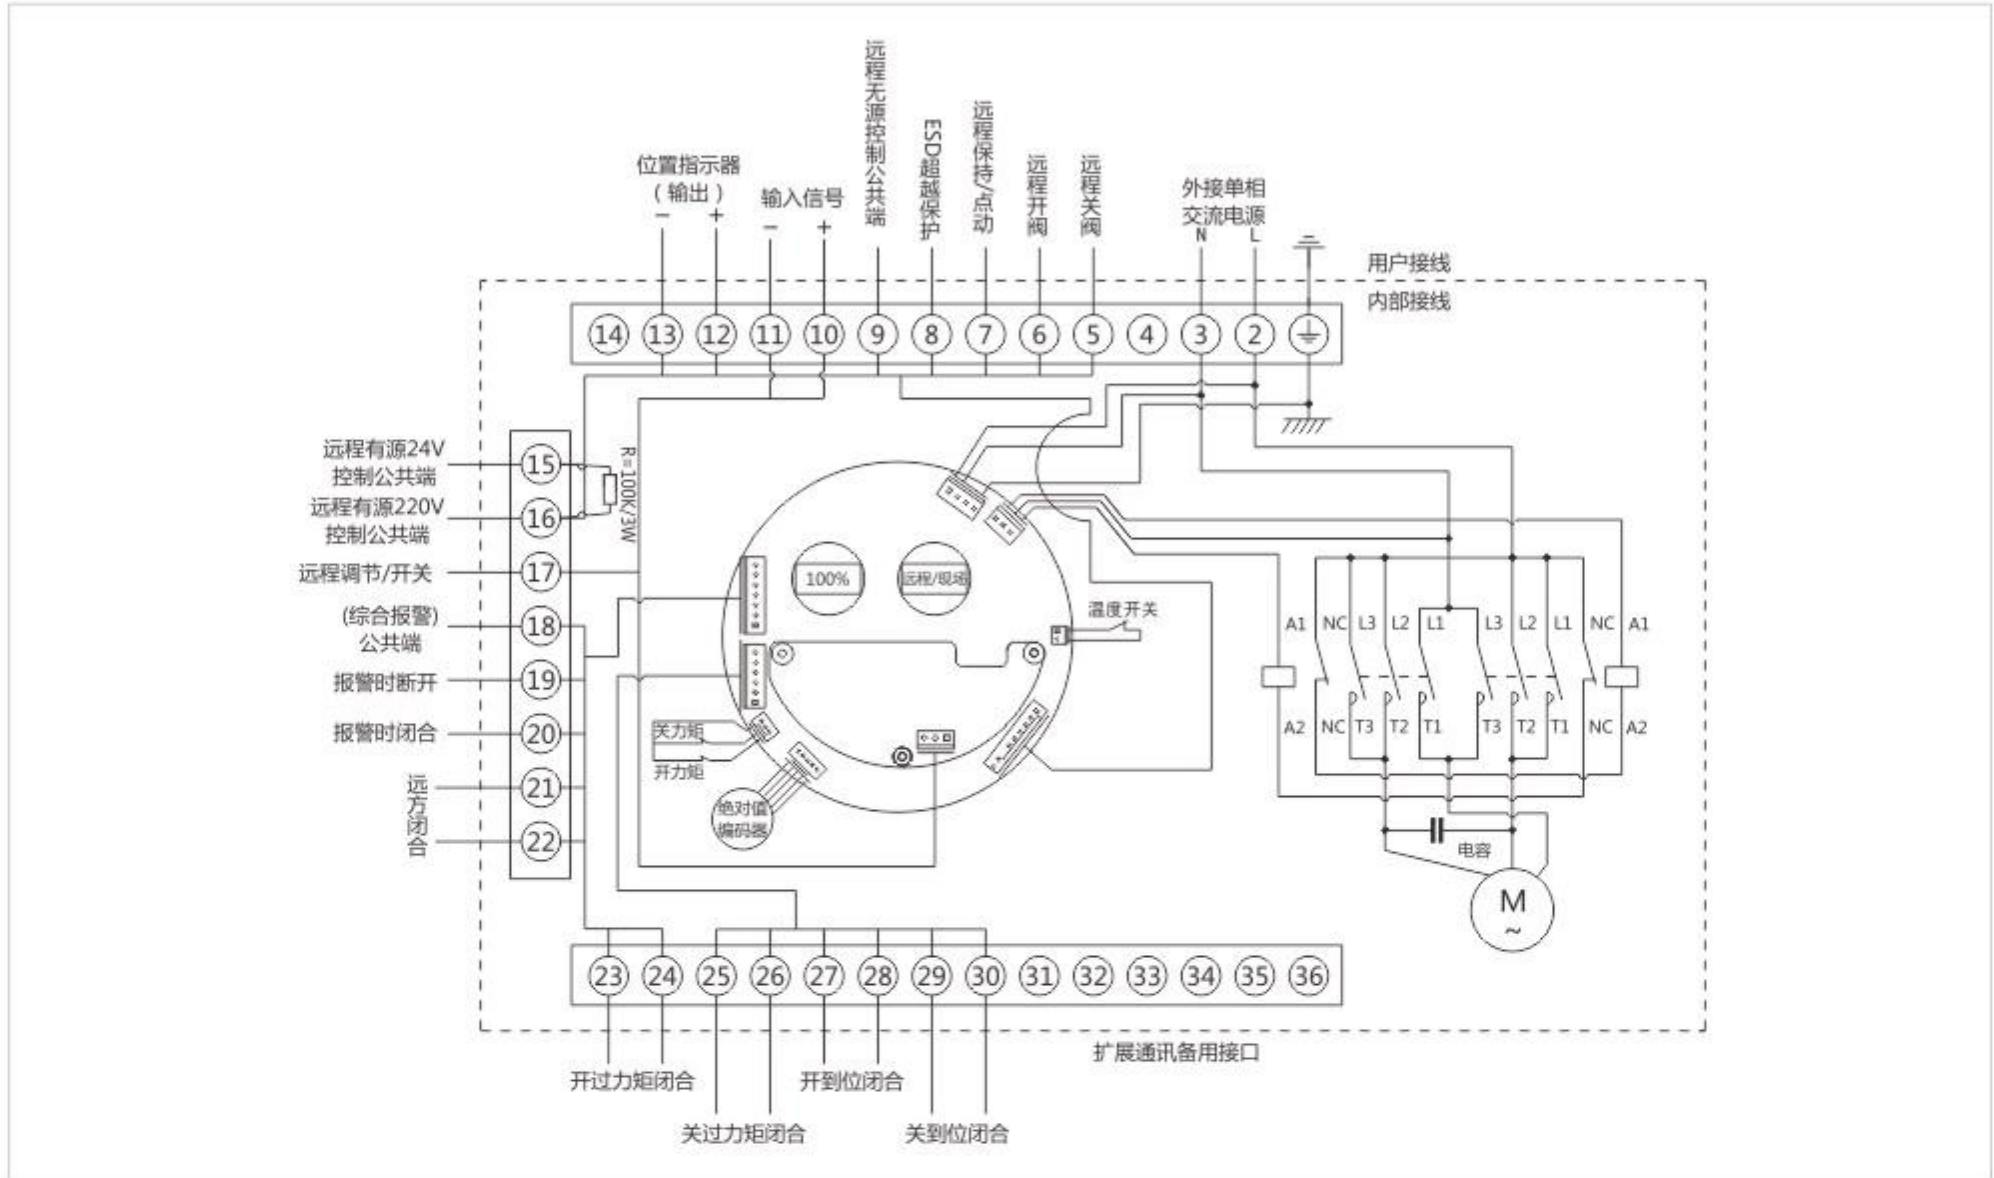 远程无源控制公共端
ESD超越保护
远程保持/点动
远程开阀
远程关阀
位置指示器
(输出)
− +
输入信号
− +
外接单相
交流电源
N L
用户接线
内部接线
14 13 12 11 10 9 8 7 6 5 4 3 2
远程有源24V
控制公共端
15
远程有源220V
控制公共端
16
R=100K/3W
远程调节/开关
17
(综合报警)
公共端
18
报警时断开
19
报警时闭合
20
远方闭合
21
22
100%
远程/现场
温度开关
关力矩
开力矩
绝对值
编码器
A1 NC L3 L2 L1 L3 L2 L1 NC A1
A2 NC T3 T2 T1 T3 T2 T1 NC A2
电容
M
~
23 24 25 26 27 28 29 30 31 32 33 34 35 36
扩展通讯备用接口
开过力矩闭合
开到位闭合
关过力矩闭合
关到位闭合